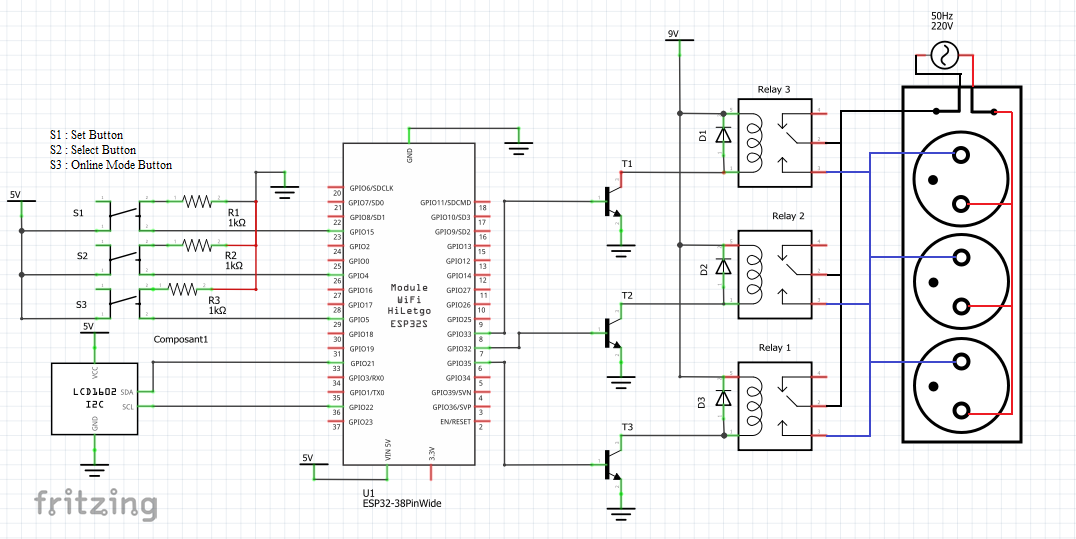 50Hz
220V
9V
Relay 3
S1 : Set Button
S2 : Select Button
S3 : Online Mode Button
D1
T1
GND
5V
S1
R1
1kΩ
S2
R2
1kΩ
S3
R3
1kΩ
5V
Composant1
VCC
LCD1602
I2C
SDA
SCL
GND
GPIO6/SDCLK
20
GPIO7/SD0
21
GPIO8/SD1
22
GPIO15
23
GPIO2
24
GPIO0
25
GPIO4
26
GPIO16
27
GPIO17
28
GPIO5
29
GPIO18
30
GPIO19
31
GPIO21
33
GPIO3/RX0
34
GPIO1/TX0
35
GPIO22
36
GPIO23
37
Module
WiFi
HiLetgo
ESP32S
GPIO11/SDCMD
18
GPIO10/SD3
17
GPIO9/SD2
16
GPIO13
15
GPIO12
13
GPIO14
12
GPIO27
11
GPIO26
10
GPIO25
9
GPIO33
8
GPIO32
7
GPIO35
6
GPIO34
5
GPIO39/SVN
4
GPIO36/SVP
3
EN/RESET
2
VIN 5V
3.3V
5V
U1
ESP32-38PinWide
Relay 2
D2
T2
Relay 1
D3
T3
fritzing